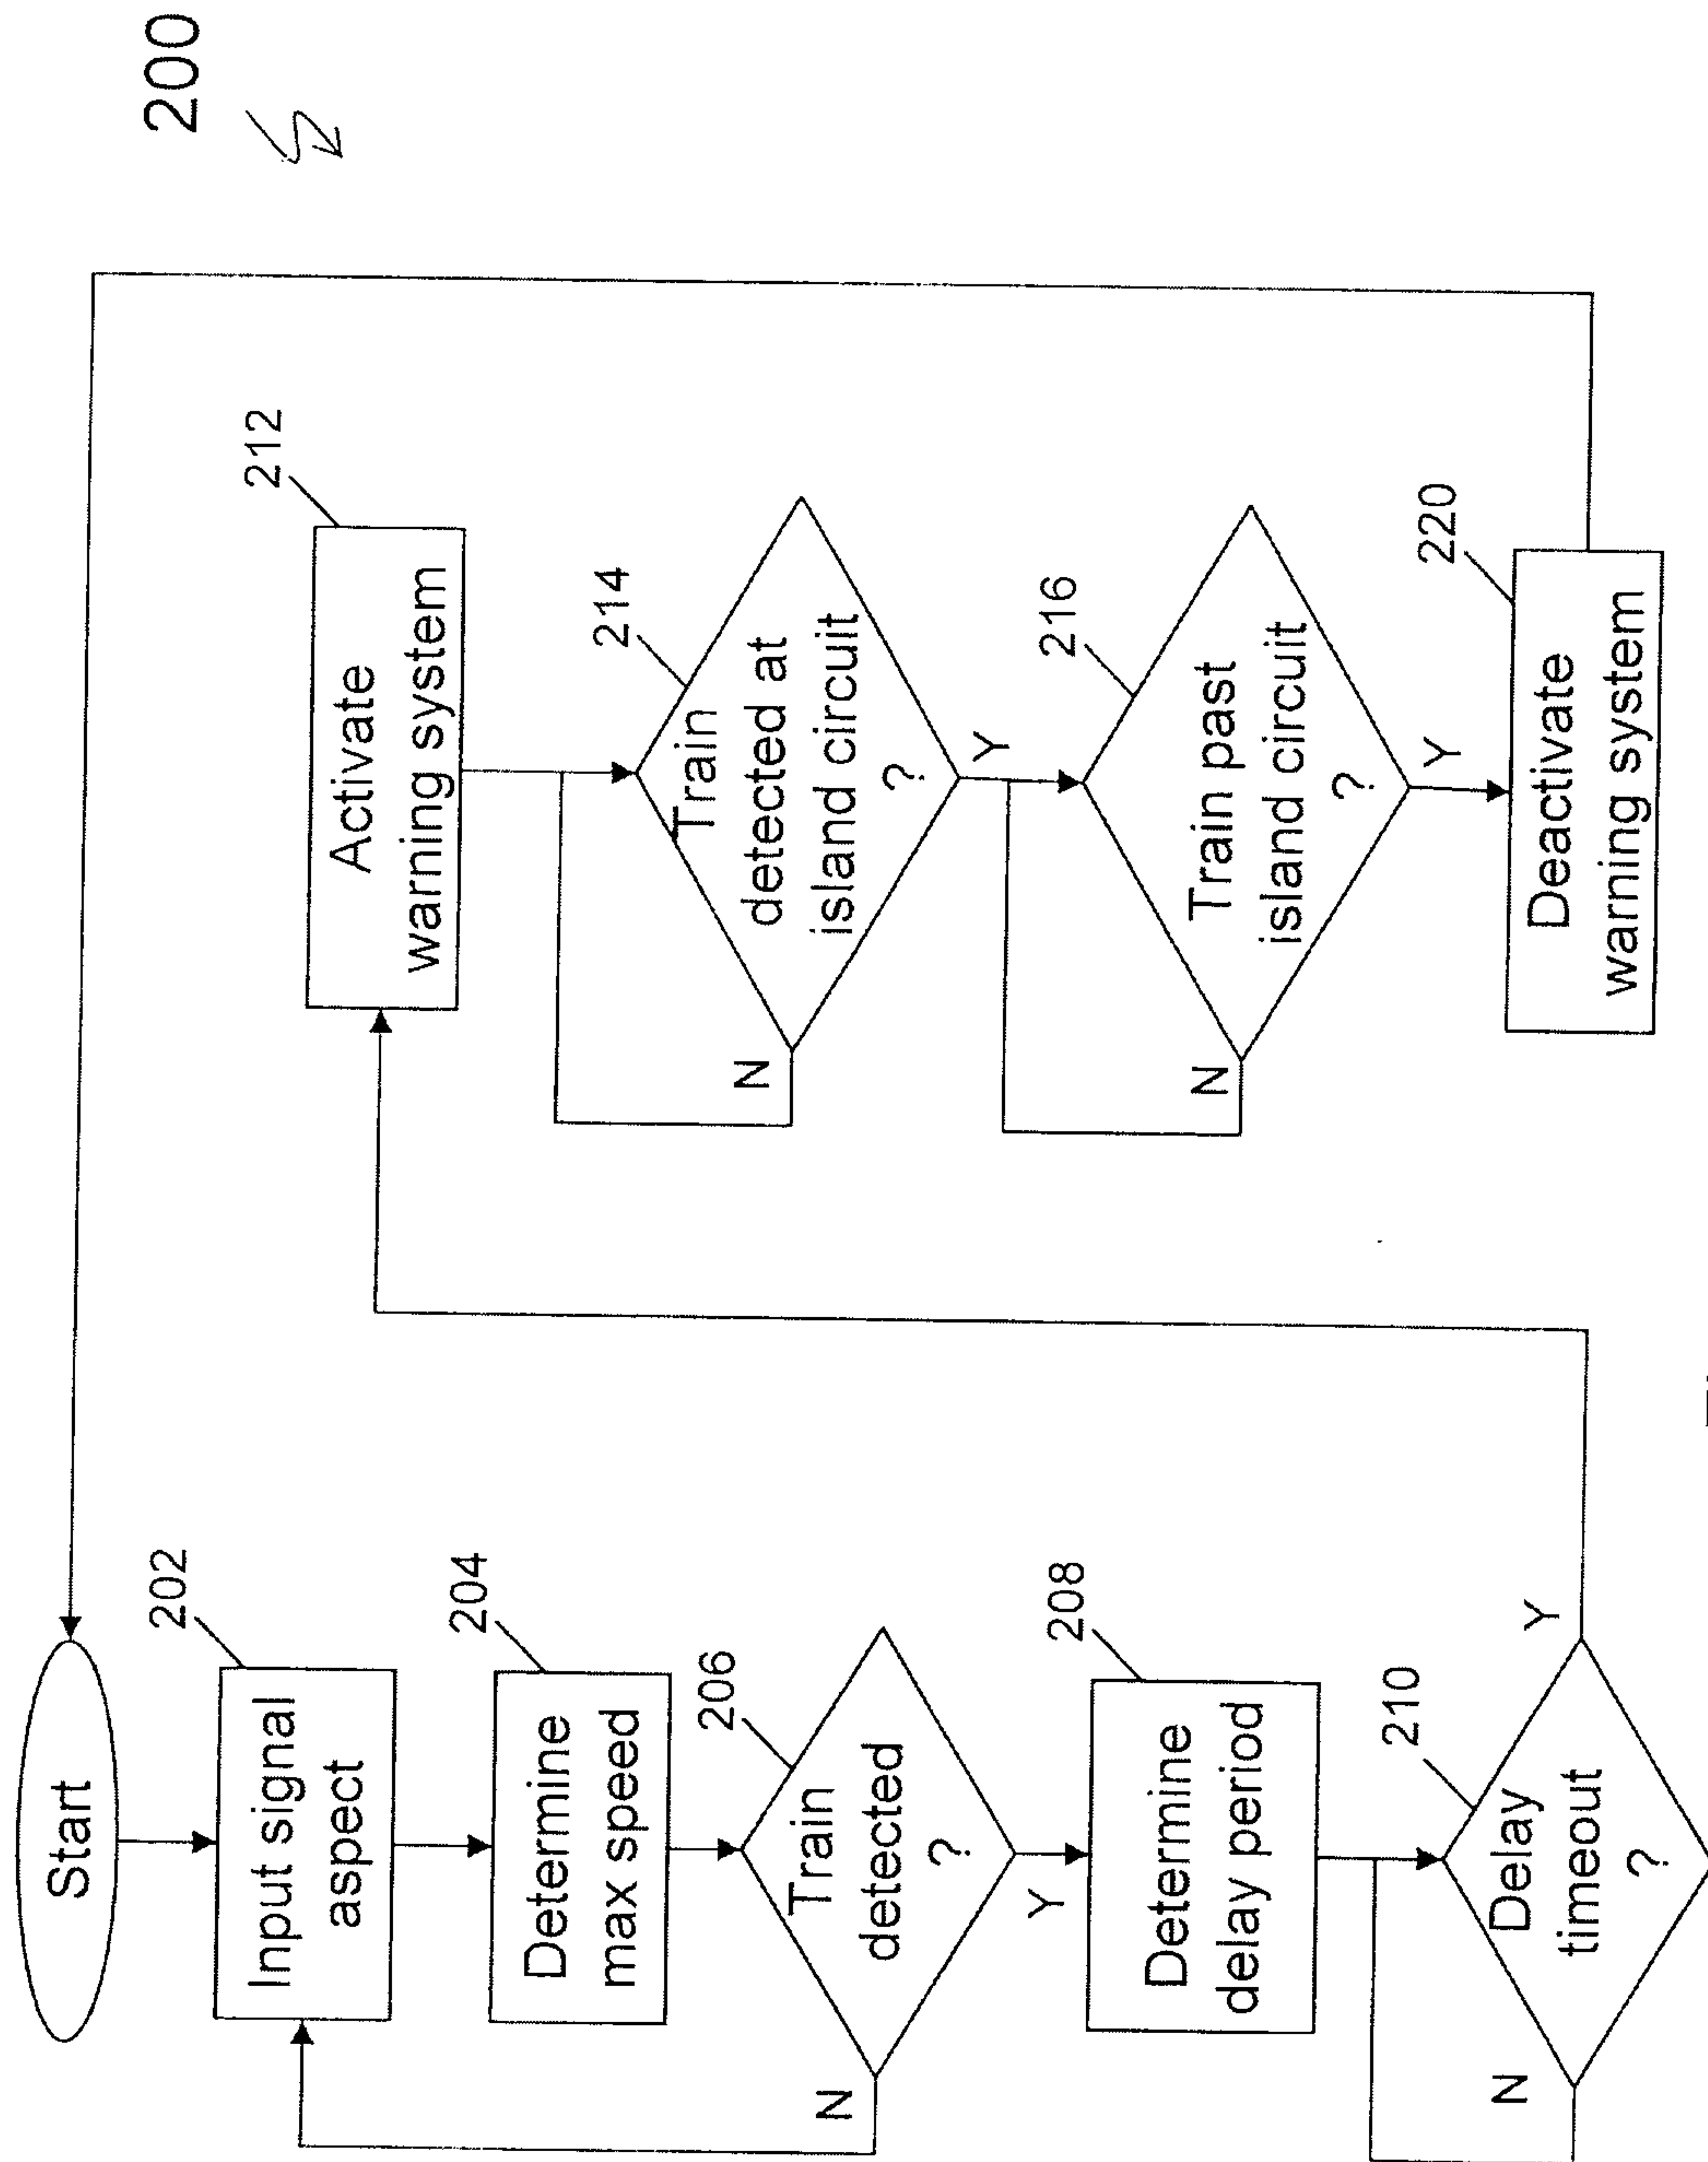 200
Start
202
Input signal
aspect
204
Determine
max speed
206
Train
detected
?
N
Y
208
Determine
delay period
210
Delay
timeout
?
N
Y
212
Activate
warning system
214
Train
detected at
island circuit
?
N
Y
216
Train past
island circuit
?
N
Y
220
Deactivate
warning system